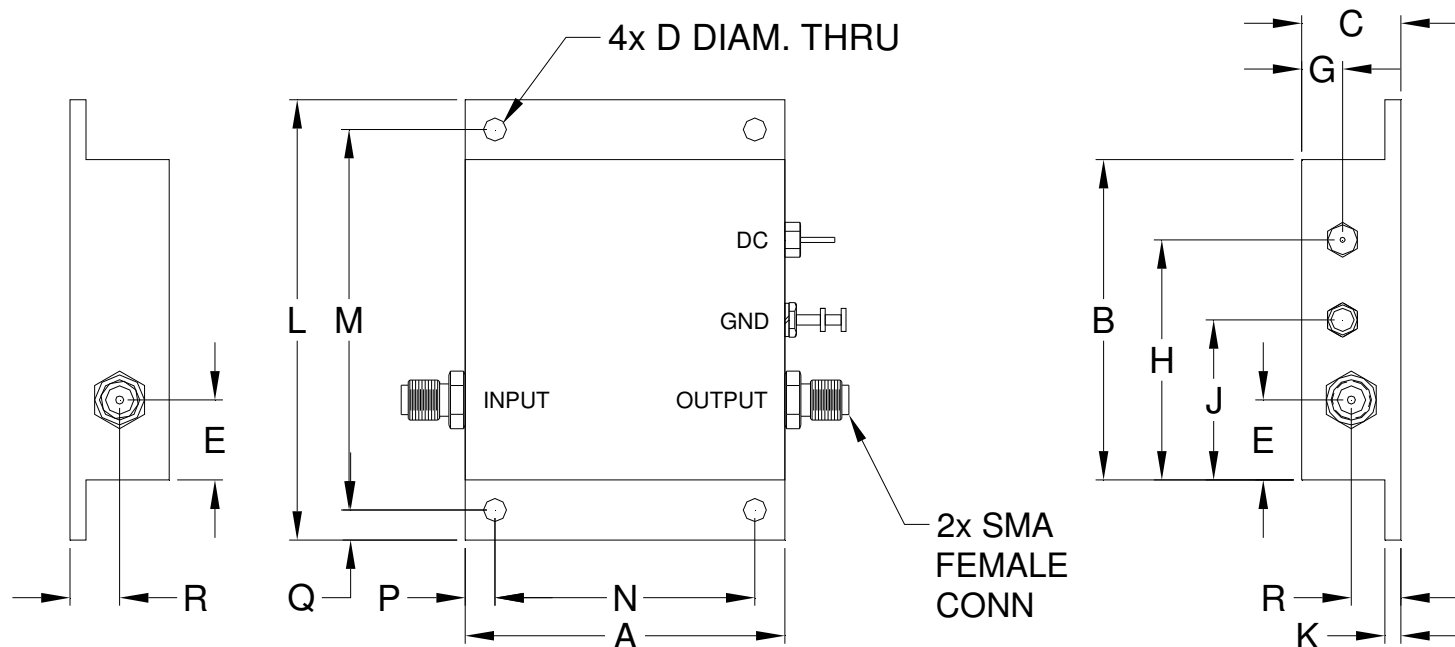 4x D DIAM. THRU
C
G
DC
L
M
B
GND
H
INPUT
OUTPUT
J
E
E
2x SMA
FEMALE
CONN
R
Q
P
N
R
A
K